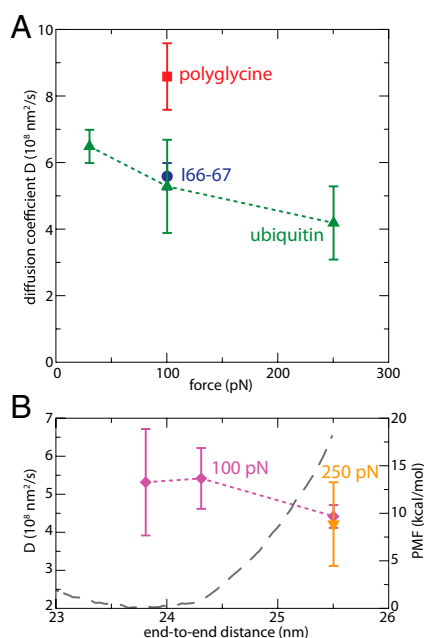 A
10
8
6
4
2
0
diffusion coefficient D (10⁸ nm²/s)
polyglycine
I66-67
ubiquitin
0 100 200 300
force (pN)
B
7
6
5
4
3
2
D (10⁸ nm²/s)
100 pN
250 pN
20
15
10
5
0
PMF (kcal/mol)
23 24 25 26
end-to-end distance (nm)